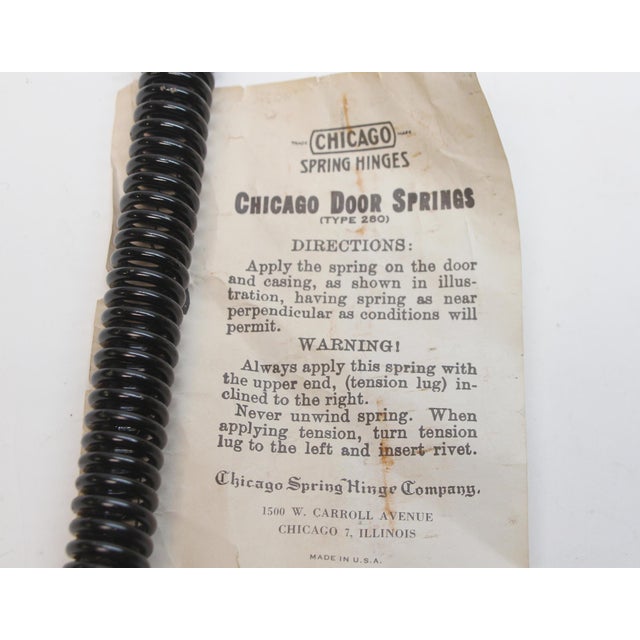 TRADE CHICAGO MARK
SPRING HINGES
CHICAGO DOOR SPRINGS
(TYPE 280)
DIRECTIONS:
Apply the spring on the door
and casing, as shown in illus-
tration, having spring as near
perpendicular as conditions will
permit.
WARNING!
Always apply this spring with
the upper end, (tension lug) in-
clined to the right.
Never unwind spring. When
applying tension, turn tension
lug to the left and insert rivet.
Chicago Spring Hinge Company.
1500 W. CARROLL AVENUE
CHICAGO 7, ILLINOIS
MADE IN U.S.A.